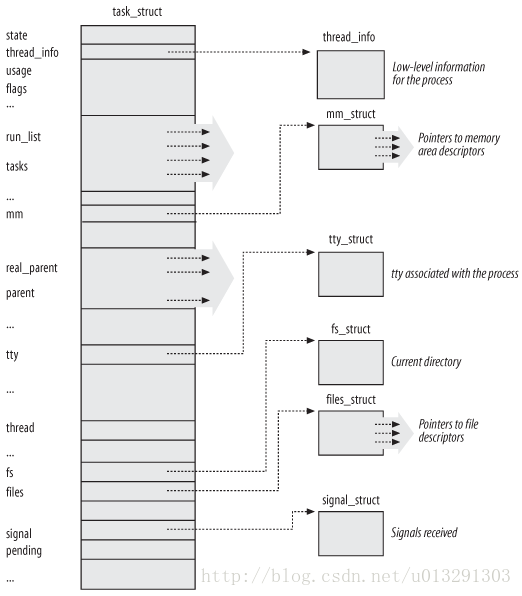 task_struct
state
thread_info
usage
flags
...
run_list
tasks
...
mm
real_parent
parent
...
tty
...
thread
...
fs
files
signal
pending
...
thread_info
Low-level information
for the process
mm_struct
Pointers to memory
area descriptors
tty_struct
tty associated with the process
fs_struct
Current directory
files_struct
Pointers to file
descriptors
signal_struct
Signals received
http://blog.csdn.net/u013291303